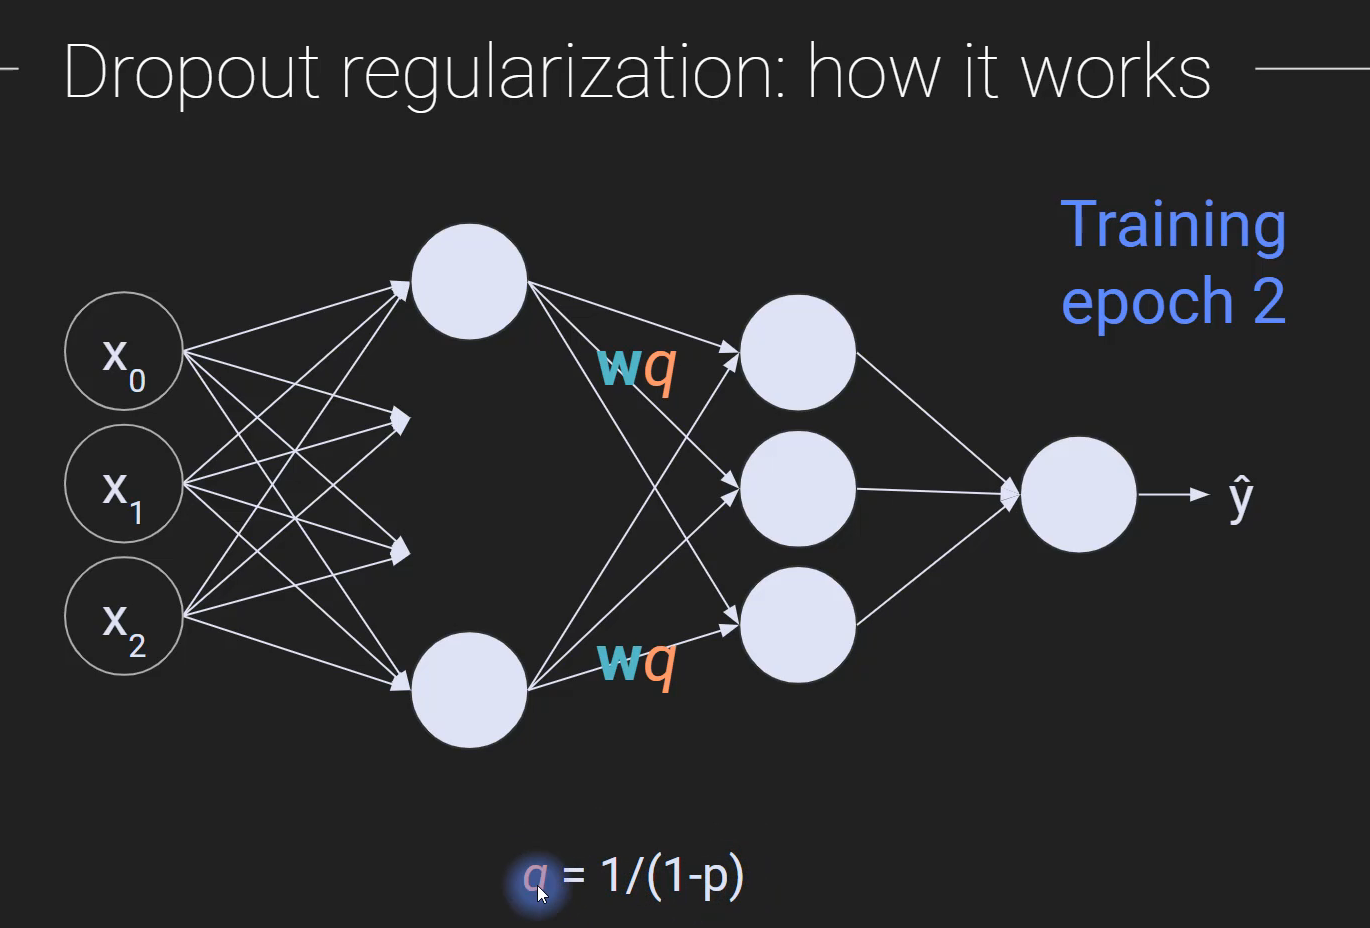 Dropout regularization: how it works
Training
epoch 2
x₀
x₁
x₂
wq
wq
ŷ
q = 1/(1-p)